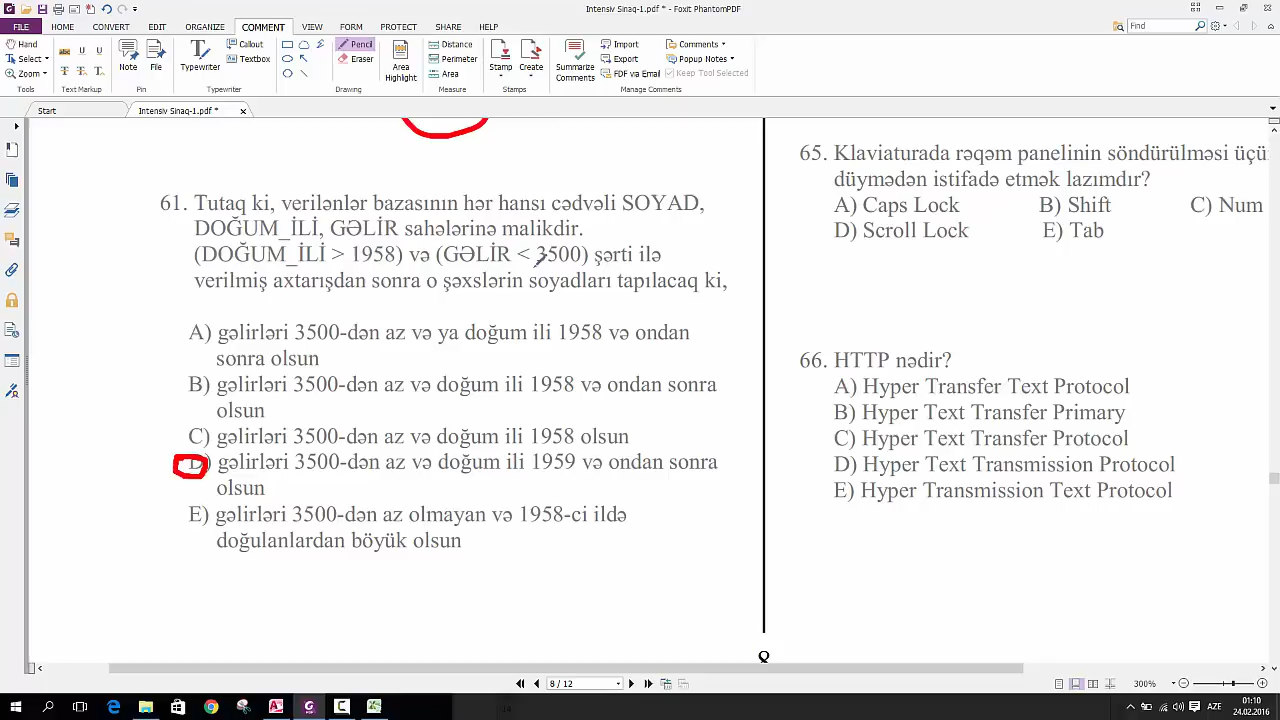 Intensiv Sinaq-1.pdf * - Foxit PhantomPDF
FILE HOME CONVERT EDIT ORGANIZE COMMENT VIEW FORM PROTECT SHARE HELP
Find
Hand
Select
Zoom
Tools
Text Markup
Note
File
Pin
Typewriter
Callout
Textbox
Typewriter
Pencil
Eraser
Area Highlight
Drawing
Distance
Perimeter
Area
Measure
Stamp
Create
Stamps
Summarize Comments
Import
Export
FDF via Email
Comments
Popup Notes
Keep Tool Selected
Manage Comments
Start
Intensiv Sinaq-1.pdf *
61. Tutaq ki, verilənlər bazasının hər hansı cədvəli SOYAD,
DOĞUM_İLİ, GƏLİR sahələrinə malikdir.
(DOĞUM_İLİ > 1958) və (GƏLİR < 3500) şərti ilə
verilmiş axtarışdan sonra o şəxslərin soyadları tapılacaq ki,
A) gəlirləri 3500-dən az və ya doğum ili 1958 və ondan
sonra olsun
B) gəlirləri 3500-dən az və doğum ili 1958 və ondan sonra
olsun
C) gəlirləri 3500-dən az və doğum ili 1958 olsun
D) gəlirləri 3500-dən az və doğum ili 1959 və ondan sonra
olsun
E) gəlirləri 3500-dən az olmayan və 1958-ci ildə
doğulanlardan böyük olsun
65. Klaviaturada rəqəm panelinin söndürülməsi üçü
düymədən istifadə etmək lazımdır?
A) Caps Lock B) Shift C) Num
D) Scroll Lock E) Tab
66. HTTP nədir?
A) Hyper Transfer Text Protocol
B) Hyper Text Transfer Primary
C) Hyper Text Transfer Protocol
D) Hyper Text Transmission Protocol
E) Hyper Transmission Text Protocol
8 / 12
300%
AZE
01:10
24.02.2016